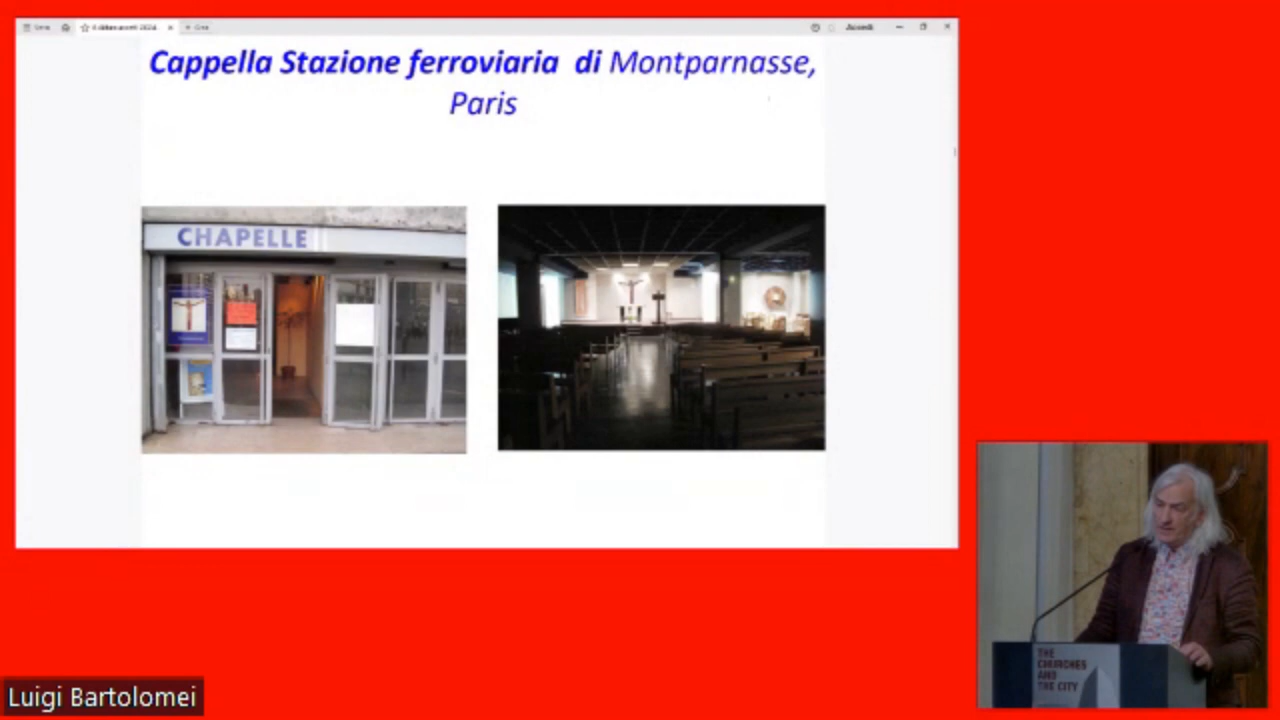 Cappella Stazione ferroviaria di Montparnasse,
Paris
CHAPELLE
THE
CHURCHES
AND
THE CITY
Luigi Bartolomei